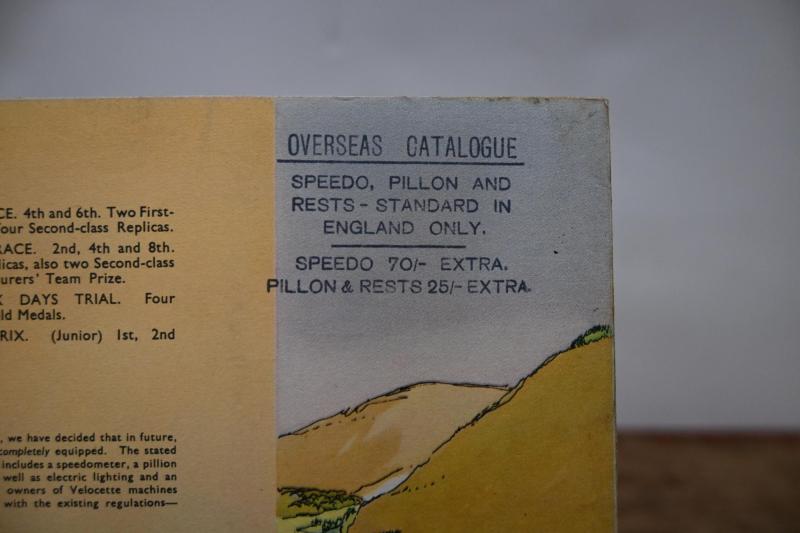 CE. 4th and 6th. Two First-
our Second-class Replicas.
RACE. 2nd, 4th and 8th.
licas, also two Second-class
urers' Team Prize.
X DAYS TRIAL. Four
ld Medals.
RIX. (Junior) 1st, 2nd
, we have decided that in future,
completely equipped. The stated
includes a speedometer, a pillion
well as electric lighting and an
owners of Velocette machines
with the existing regulations—
OVERSEAS CATALOGUE
SPEEDO, PILLON AND
RESTS - STANDARD IN
ENGLAND ONLY.
SPEEDO 70/- EXTRA.
PILLON & RESTS 25/- EXTRA.